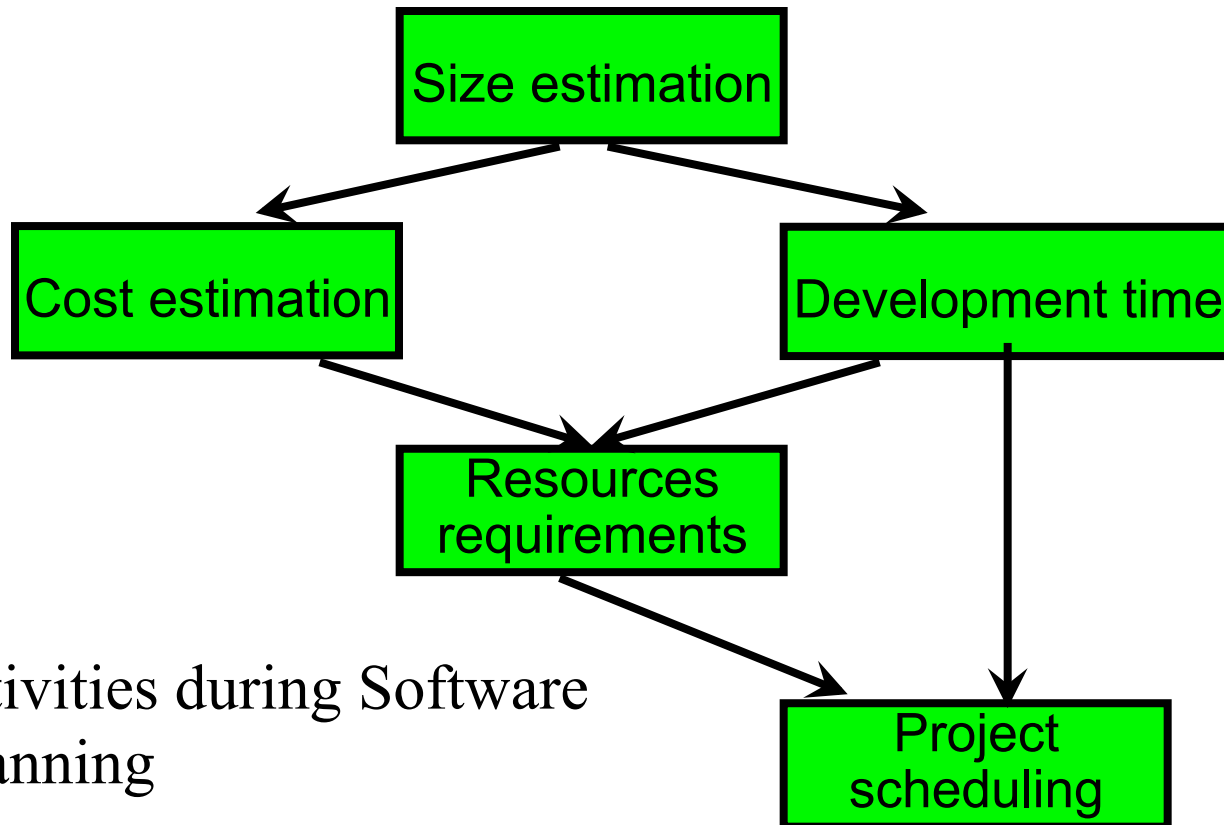 Size estimation
Cost estimation
Development time
Resources
requirements
tivities during Software
anning
Project
scheduling